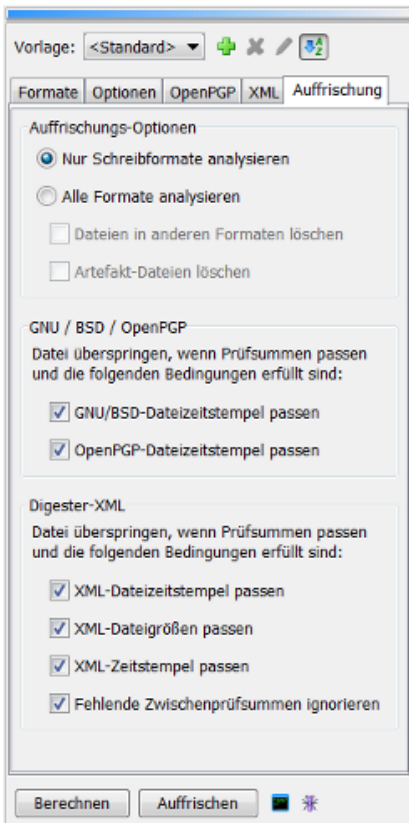 Vorlage: <Standard>
Formate Optionen OpenPGP XML Auffrischung
Auffrischungs-Optionen
Nur Schreibformate analysieren
Alle Formate analysieren
Dateien in anderen Formaten löschen
Artefakt-Dateien löschen
GNU / BSD / OpenPGP
Datei überspringen, wenn Prüfsummen passen
und die folgenden Bedingungen erfüllt sind:
GNU/BSD-Dateizeitstempel passen
OpenPGP-Dateizeitstempel passen
Digester-XML
Datei überspringen, wenn Prüfsummen passen
und die folgenden Bedingungen erfüllt sind:
XML-Dateizeitstempel passen
XML-Dateigrößen passen
XML-Zeitstempel passen
Fehlende Zwischenprüfsummen ignorieren
Berechnen Auffrischen